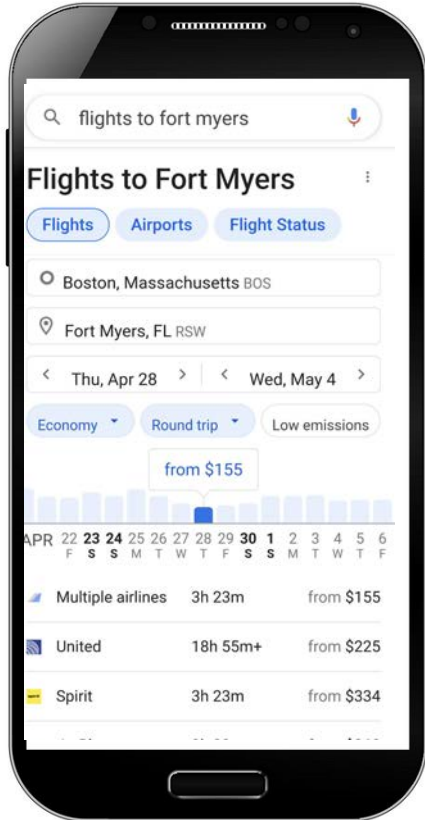 flights to fort myers
Flights to Fort Myers
Flights Airports Flight Status
Boston, Massachusetts BOS
Fort Myers, FL RSW
< Thu, Apr 28 > < Wed, May 4 >
Economy Round trip Low emissions
from $155
APR 22 23 24 25 26 27 28 29 30 1 2 3 4 5 6
F S S M T W T F S S M T W T F
Multiple airlines 3h 23m from $155
United 18h 55m+ from $225
Spirit 3h 23m from $334